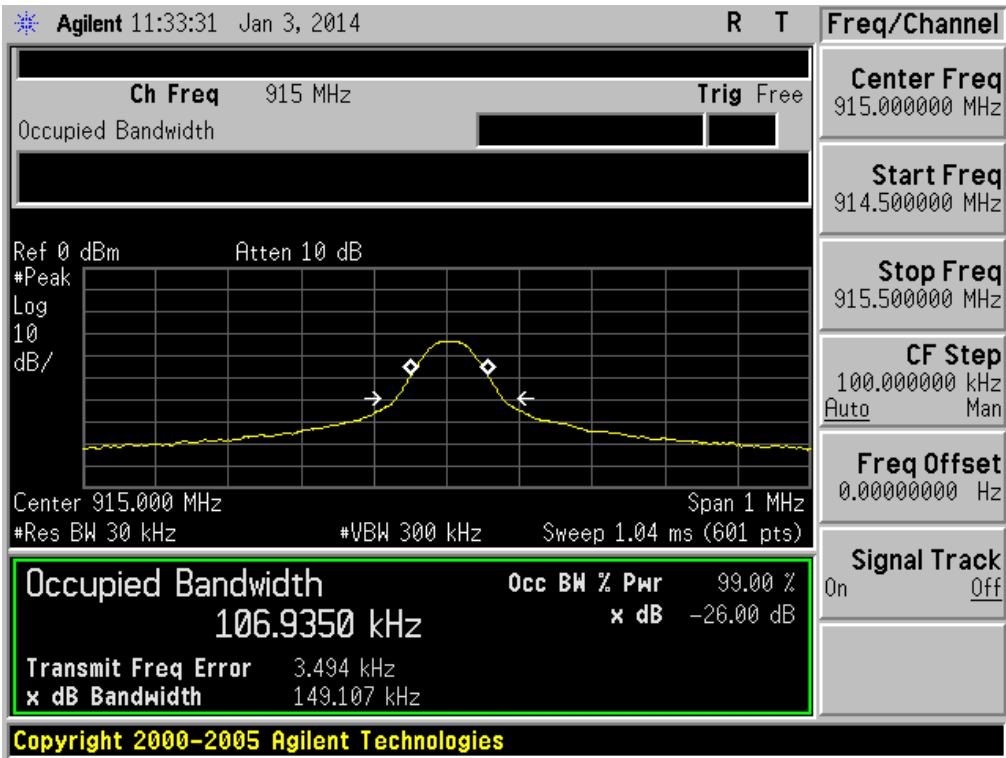 Agilent 11:33:31 Jan 3, 2014 R T
Ch Freq 915 MHz Trig Free
Occupied Bandwidth
Ref 0 dBm Atten 10 dB
#Peak
Log
10
dB/
Center 915.000 MHz Span 1 MHz
#Res BW 30 kHz #VBW 300 kHz Sweep 1.04 ms (601 pts)
Occupied Bandwidth Occ BW % Pwr 99.00 %
106.9350 kHz x dB -26.00 dB
Transmit Freq Error 3.494 kHz
x dB Bandwidth 149.107 kHz
Copyright 2000-2005 Agilent Technologies
Freq/Channel
Center Freq
915.000000 MHz
Start Freq
914.500000 MHz
Stop Freq
915.500000 MHz
CF Step
100.000000 kHz
Auto Man
Freq Offset
0.00000000 Hz
Signal Track
On Off